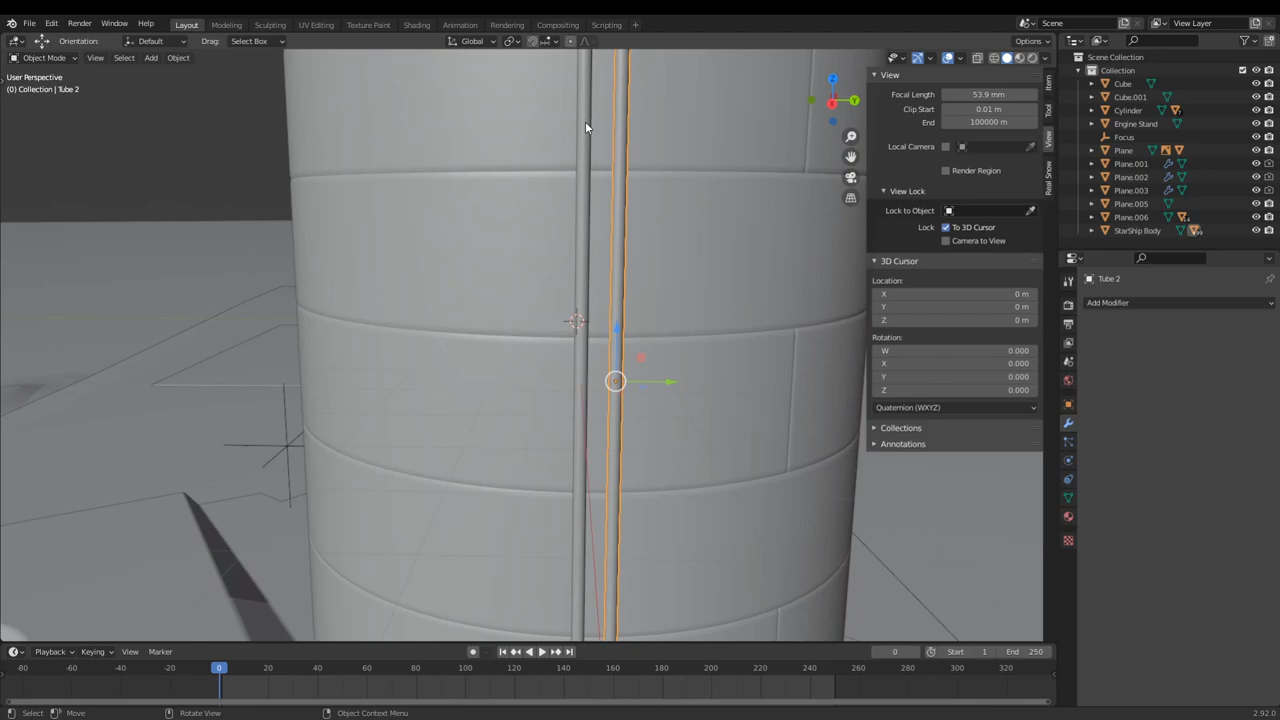 File Edit Render Window Help Layout Modeling Sculpting UV Editing Texture Paint Shading Animation Rendering Compositing Scripting + Scene View Layer
Orientation: Default Drag: Select Box Global Options
Object Mode View Select Add Object
User Perspective
(0) Collection | Tube 2
View
Focal Length 53.9 mm
Clip Start 0.01 m
End 100000 m
Local Camera
Render Region
View Lock
Lock to Object
Lock To 3D Cursor
Camera to View
3D Cursor
Location:
X 0 m
Y 0 m
Z 0 m
Rotation:
W 0.000
X 0.000
Y 0.000
Z 0.000
Quaternion (WXYZ)
Collections
Annotations
Item
Tool
View
Real Snow
Z
Y
X
Scene Collection
Collection
Cube
Cube.001
Cylinder
Engine Stand
Focus
Plane
Plane.001
Plane.002
Plane.003
Plane.005
Plane.006
StarShip Body
Tube 2
Add Modifier
Playback Keying View Marker 0 Start 1 End 250
-80 -60 -40 -20 0 20 40 60 80 100 120 140 160 180 200 220 240 260 280 300 320
Select Move Rotate View Object Context Menu 2.92.0